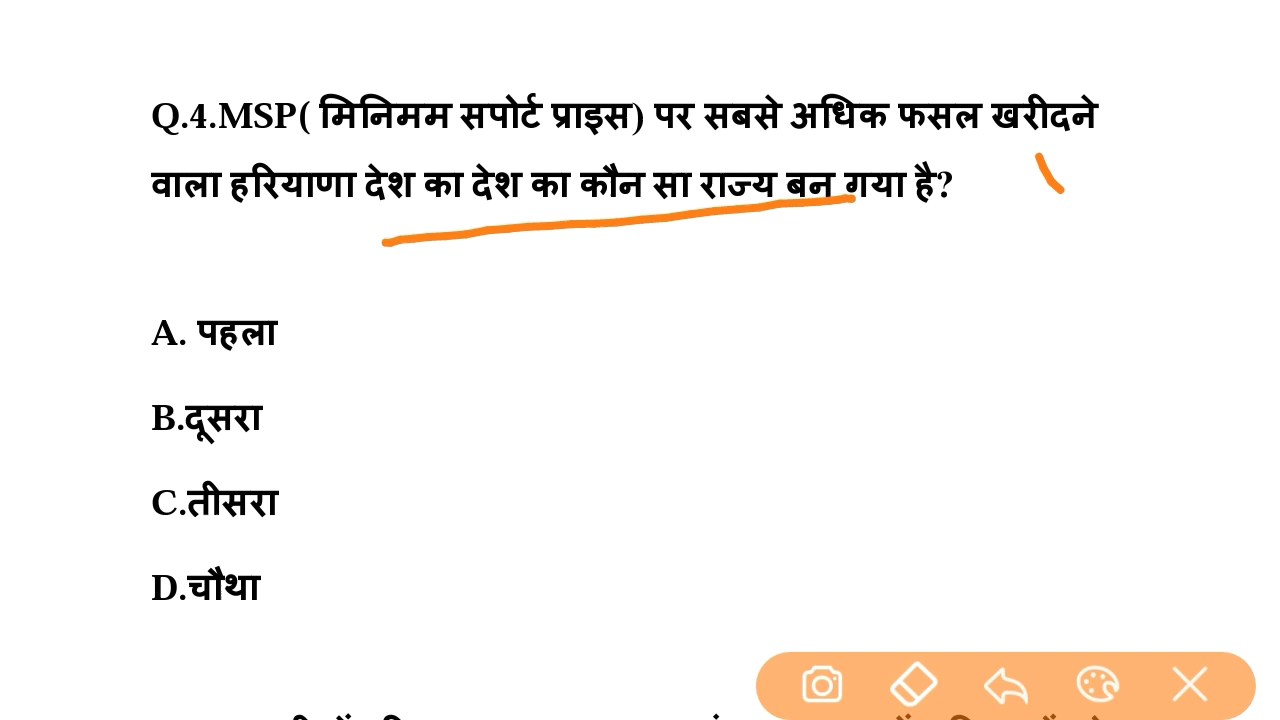 Q.4.MSP( मिनिमम सपोर्ट प्राइस) पर सबसे अधिक फसल खरीदने
वाला हरियाणा देश का देश का कौन सा राज्य बन गया है?
A. पहला
B.दूसरा
C.तीसरा
D.चौथा